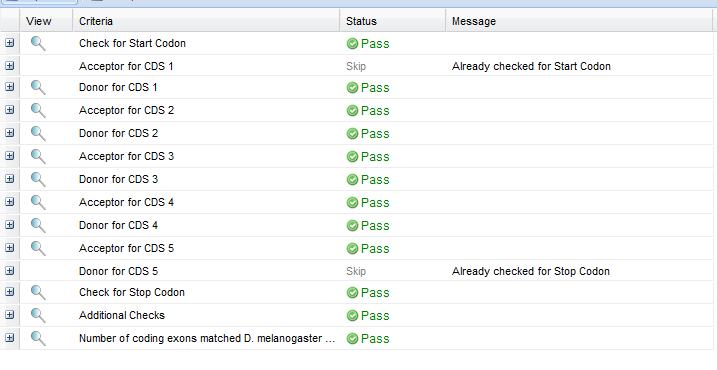 View Criteria Status Message
Check for Start Codon Pass
Acceptor for CDS 1 Skip Already checked for Start Codon
Donor for CDS 1 Pass
Acceptor for CDS 2 Pass
Donor for CDS 2 Pass
Acceptor for CDS 3 Pass
Donor for CDS 3 Pass
Acceptor for CDS 4 Pass
Donor for CDS 4 Pass
Acceptor for CDS 5 Pass
Donor for CDS 5 Skip Already checked for Stop Codon
Check for Stop Codon Pass
Additional Checks Pass
Number of coding exons matched D. melanogaster ... Pass